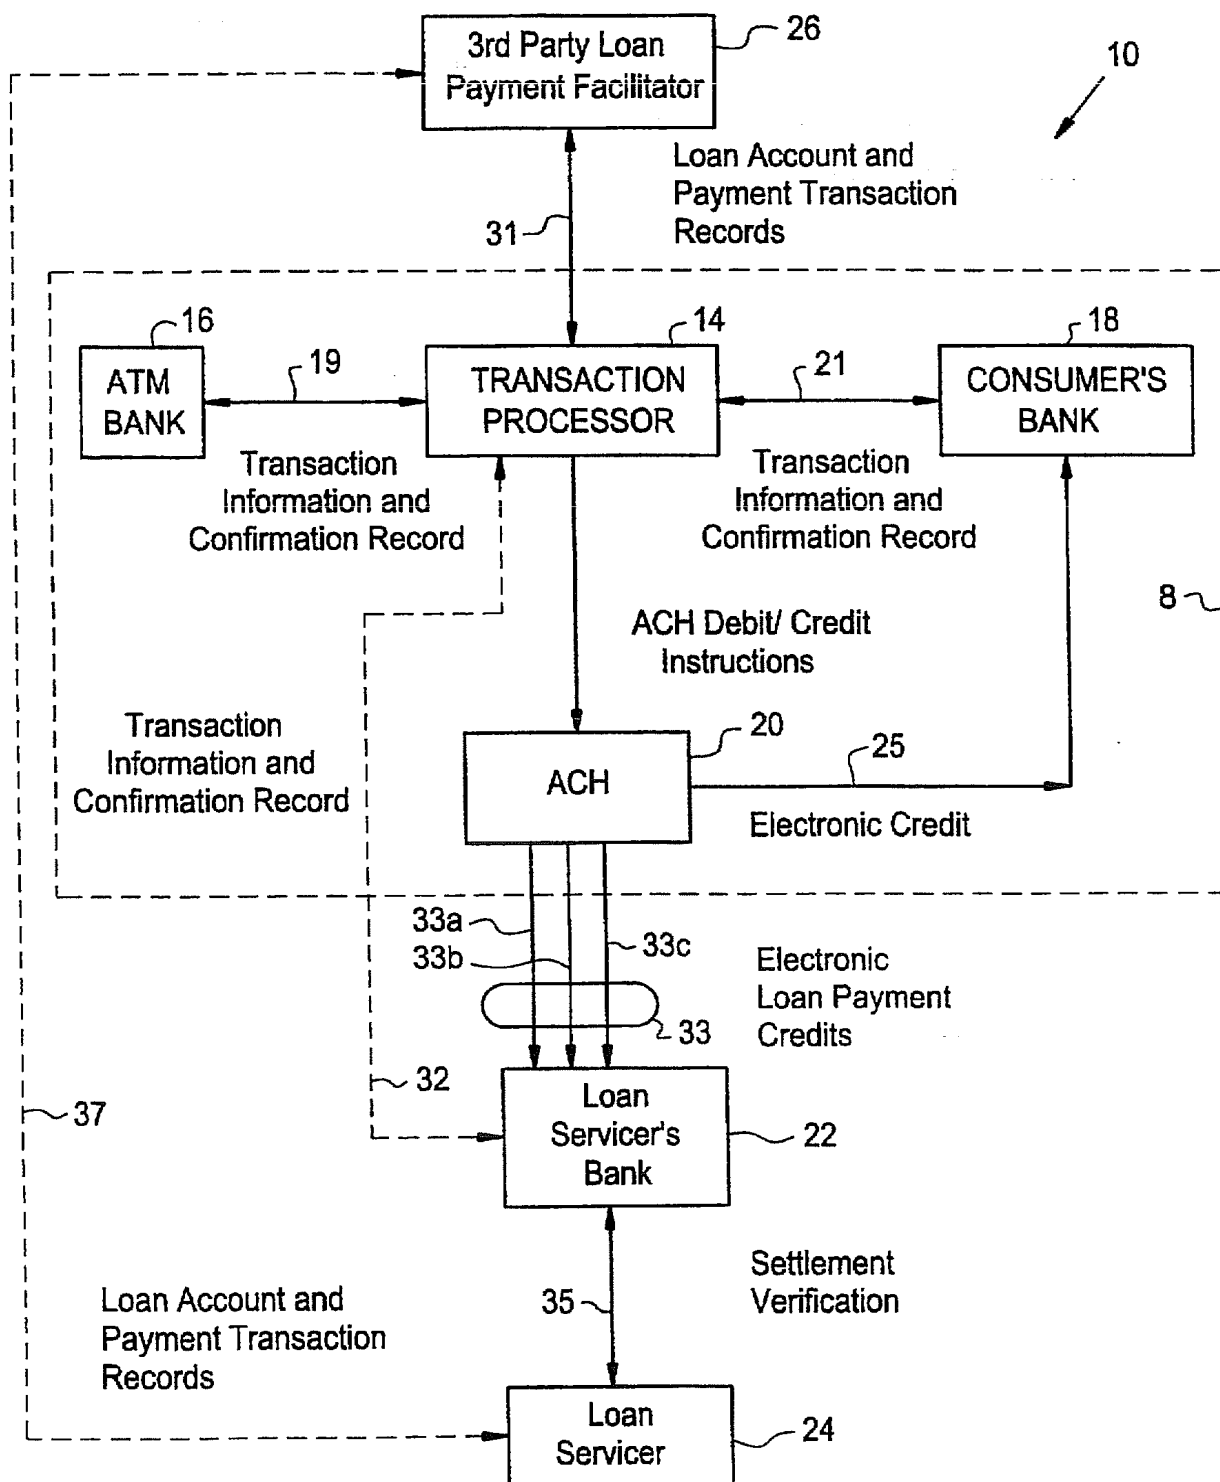 26
3rd Party Loan
Payment Facilitator
10
Loan Account and
Payment Transaction
Records
31
16
14
18
ATM
BANK
19
TRANSACTION
PROCESSOR
21
CONSUMER'S
BANK
Transaction
Information and
Confirmation Record
Transaction
Information and
Confirmation Record
8
ACH Debit/ Credit
Instructions
Transaction
Information and
Confirmation Record
20
ACH
25
Electronic Credit
33a
33b
33c
Electronic
Loan Payment
Credits
33
32
37
Loan
Servicer's
Bank
22
Settlement
Verification
35
Loan Account and
Payment Transaction
Records
Loan
Servicer
24